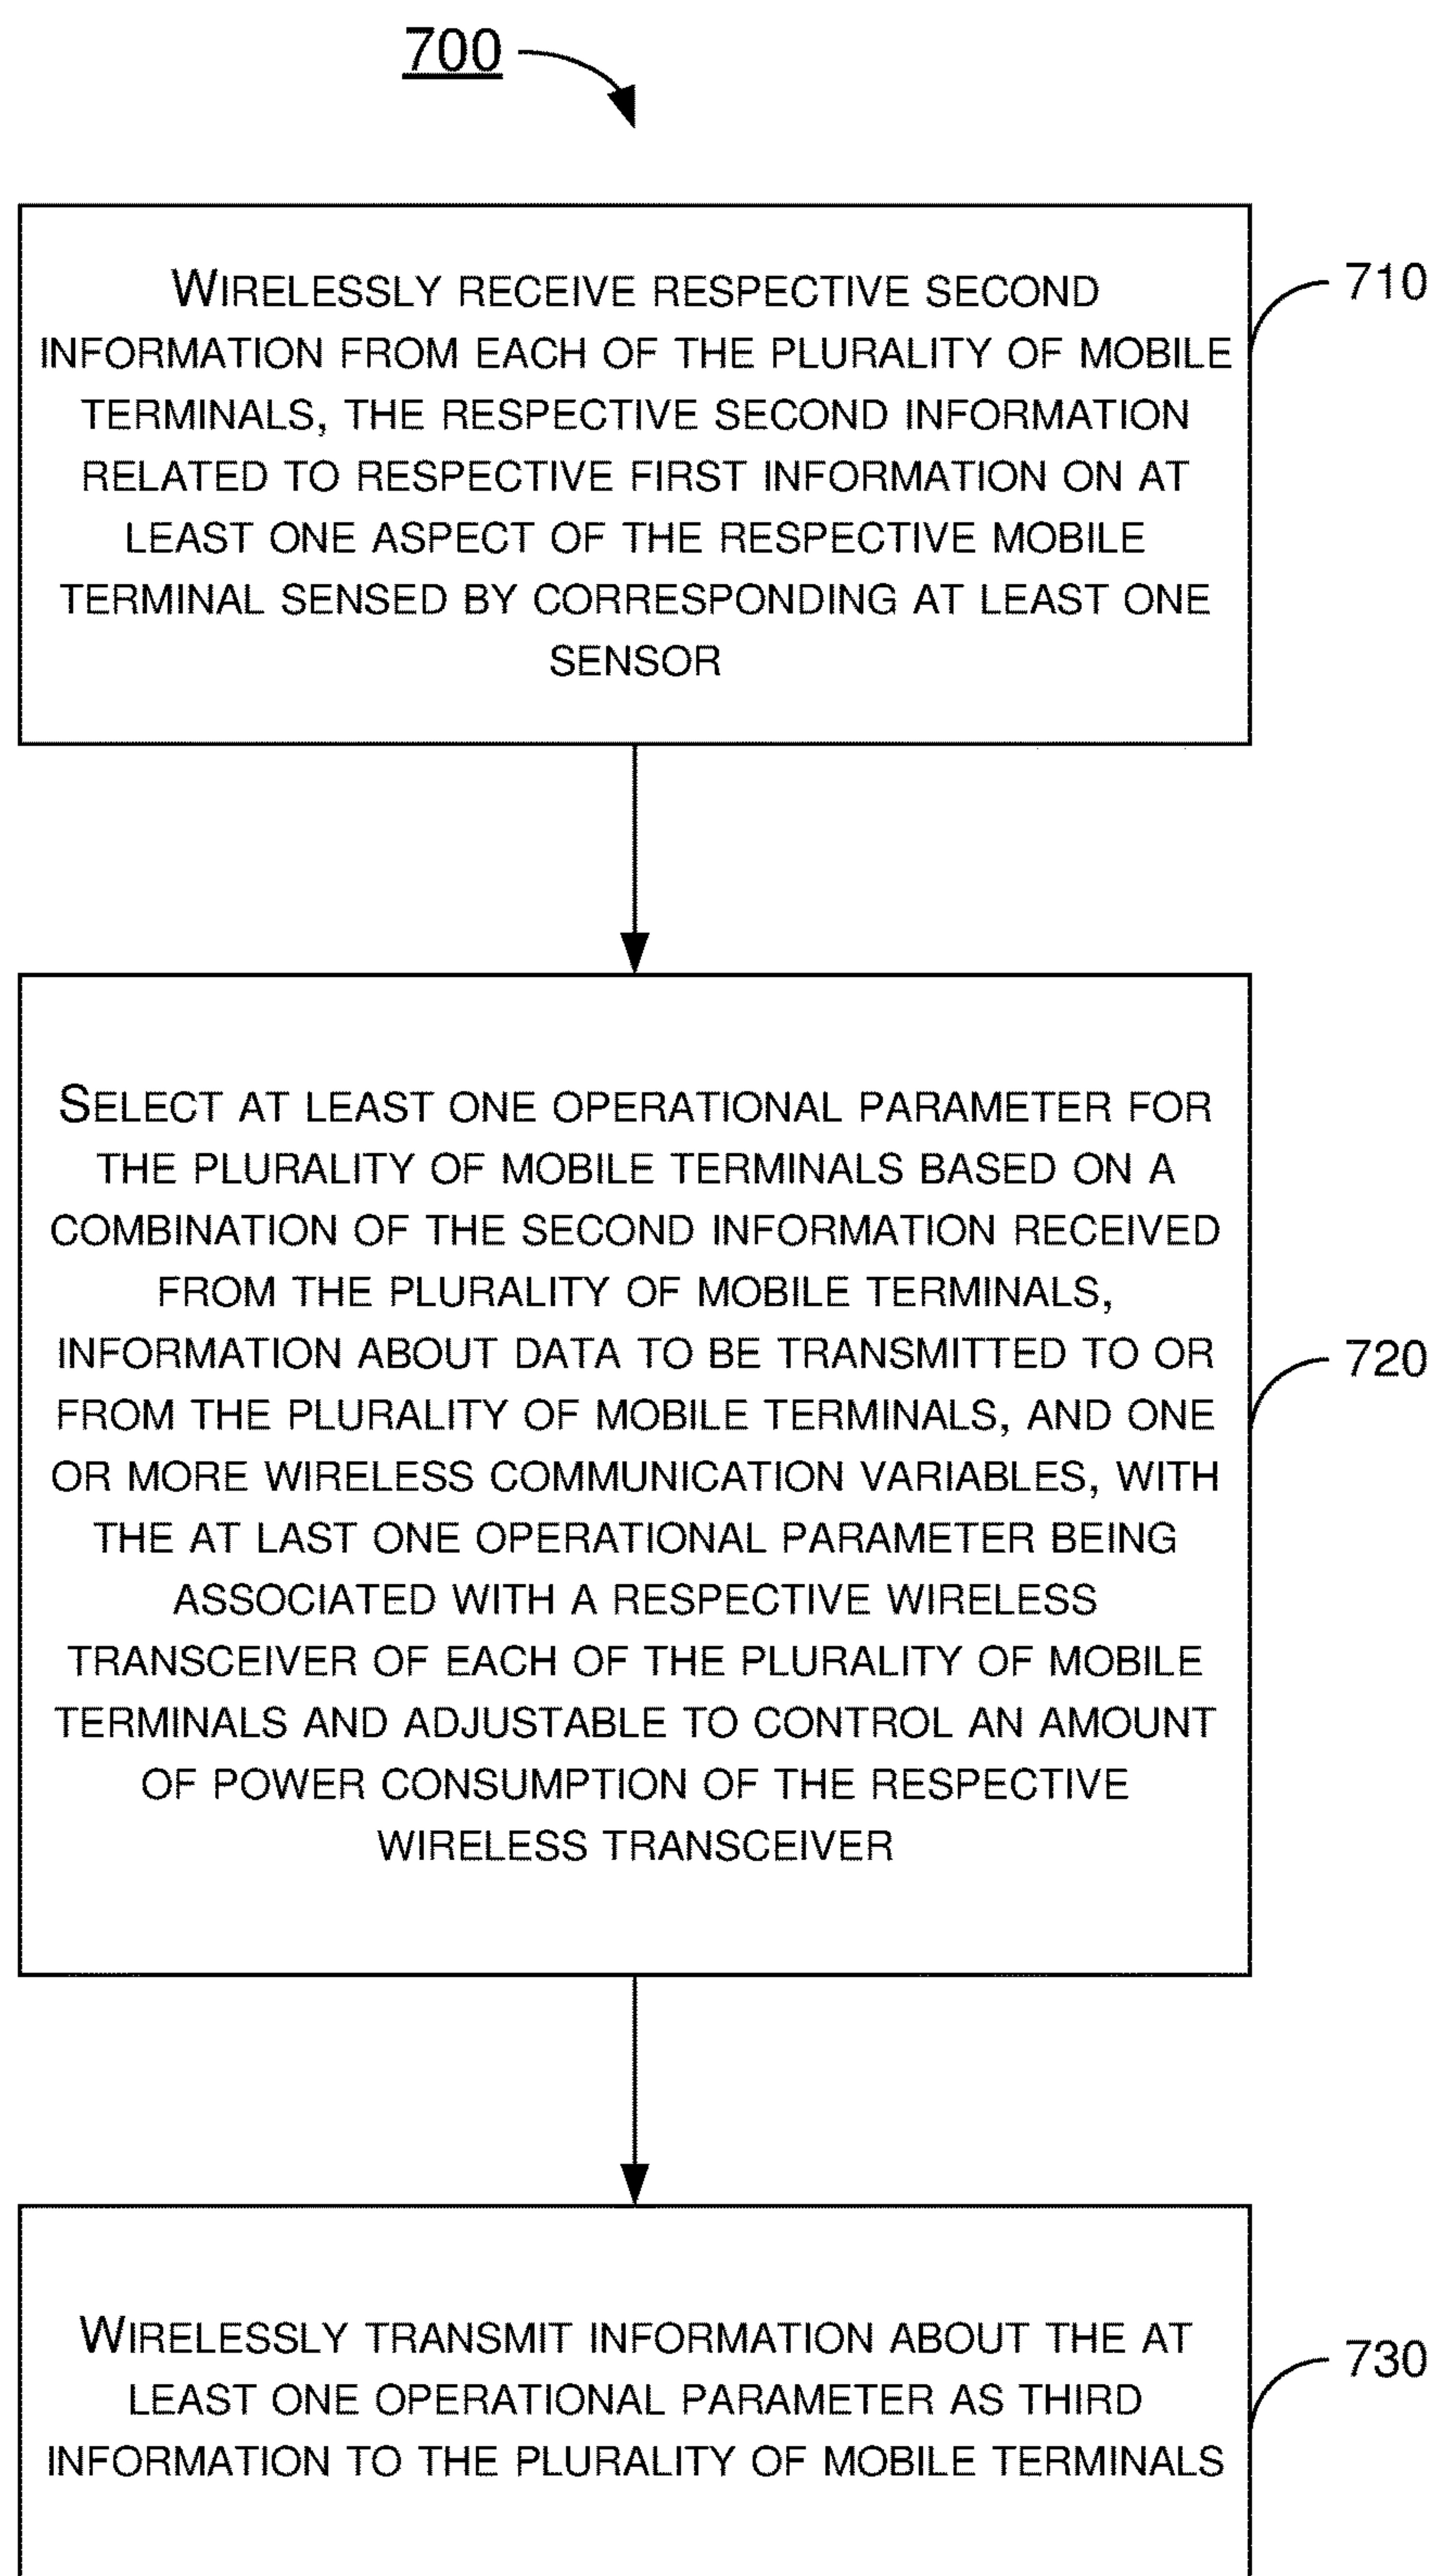 700
WIRELESSLY RECEIVE RESPECTIVE SECOND
INFORMATION FROM EACH OF THE PLURALITY OF MOBILE
TERMINALS, THE RESPECTIVE SECOND INFORMATION
RELATED TO RESPECTIVE FIRST INFORMATION ON AT
LEAST ONE ASPECT OF THE RESPECTIVE MOBILE
TERMINAL SENSED BY CORRESPONDING AT LEAST ONE
SENSOR
710
SELECT AT LEAST ONE OPERATIONAL PARAMETER FOR
THE PLURALITY OF MOBILE TERMINALS BASED ON A
COMBINATION OF THE SECOND INFORMATION RECEIVED
FROM THE PLURALITY OF MOBILE TERMINALS,
INFORMATION ABOUT DATA TO BE TRANSMITTED TO OR
FROM THE PLURALITY OF MOBILE TERMINALS, AND ONE
OR MORE WIRELESS COMMUNICATION VARIABLES, WITH
THE AT LAST ONE OPERATIONAL PARAMETER BEING
ASSOCIATED WITH A RESPECTIVE WIRELESS
TRANSCEIVER OF EACH OF THE PLURALITY OF MOBILE
TERMINALS AND ADJUSTABLE TO CONTROL AN AMOUNT
OF POWER CONSUMPTION OF THE RESPECTIVE
WIRELESS TRANSCEIVER
720
WIRELESSLY TRANSMIT INFORMATION ABOUT THE AT
LEAST ONE OPERATIONAL PARAMETER AS THIRD
INFORMATION TO THE PLURALITY OF MOBILE TERMINALS
730